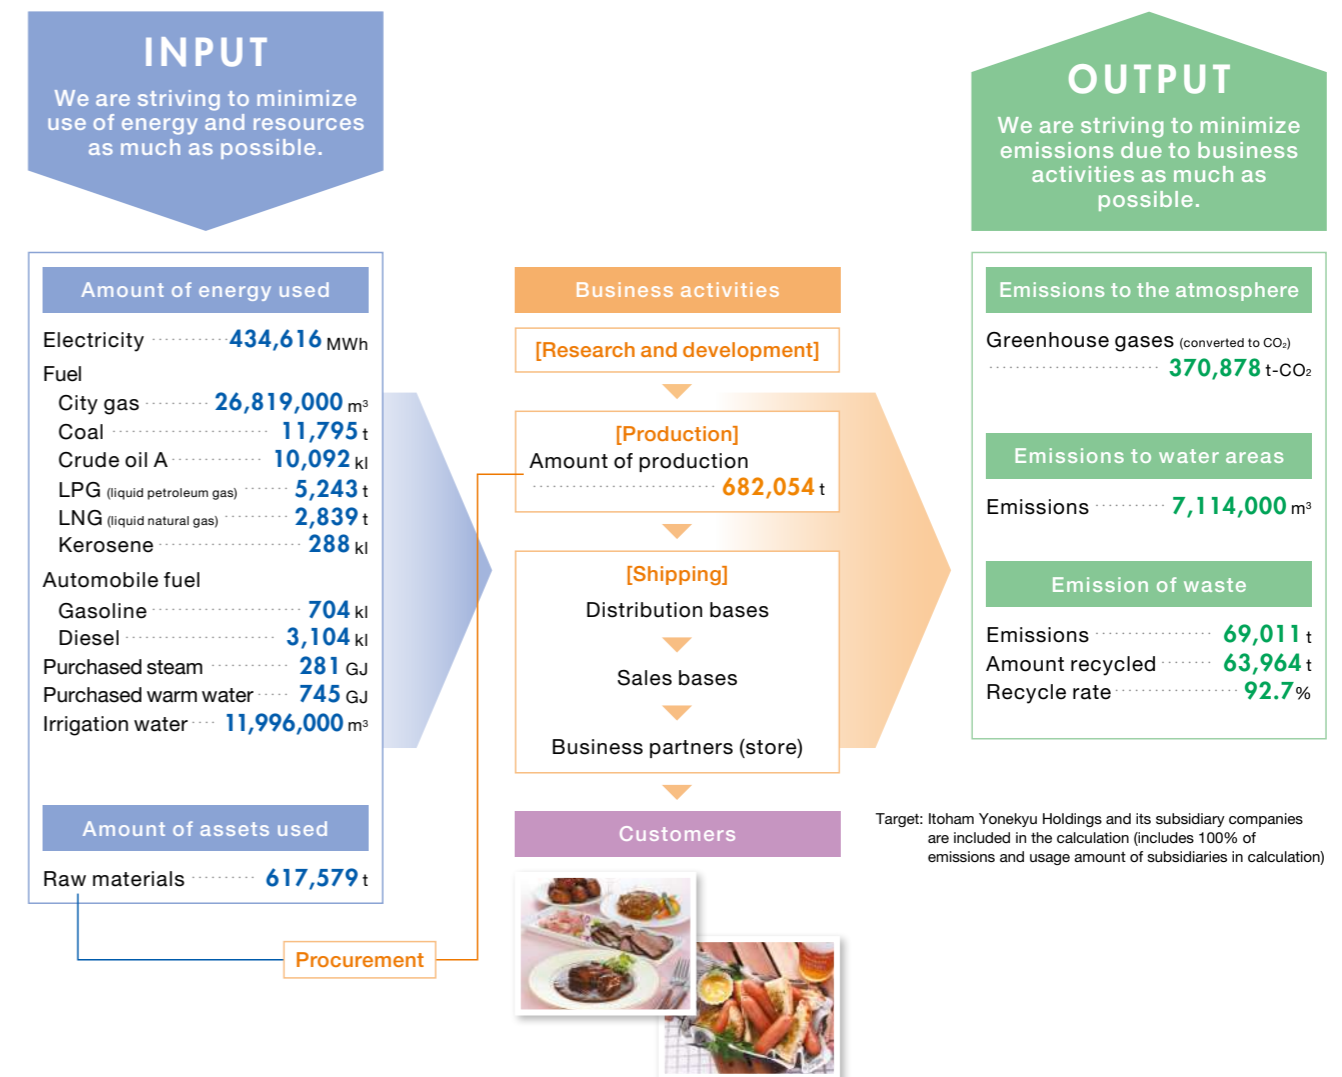 INPUT
We are striving to minimize
use of energy and resources
as much as possible.
Amount of energy used
Electricity 434,616 MWh
Fuel
City gas 26,819,000 m³
Coal 11,795 t
Crude oil A 10,092 kl
LPG (liquid petroleum gas) 5,243 t
LNG (liquid natural gas) 2,839 t
Kerosene 288 kl
Automobile fuel
Gasoline 704 kl
Diesel 3,104 kl
Purchased steam 281 GJ
Purchased warm water 745 GJ
Irrigation water 11,996,000 m³
Amount of assets used
Raw materials 617,579 t
Procurement
Business activities
[Research and development]
[Production]
Amount of production
682,054 t
[Shipping]
Distribution bases
Sales bases
Business partners (store)
Customers
OUTPUT
We are striving to minimize
emissions due to business
activities as much as
possible.
Emissions to the atmosphere
Greenhouse gases (converted to CO₂)
370,878 t-CO₂
Emissions to water areas
Emissions 7,114,000 m³
Emission of waste
Emissions 69,011 t
Amount recycled 63,964 t
Recycle rate 92.7%
Target: Itoham Yonekyu Holdings and its subsidiary companies
are included in the calculation (includes 100% of
emissions and usage amount of subsidiaries in calculation)